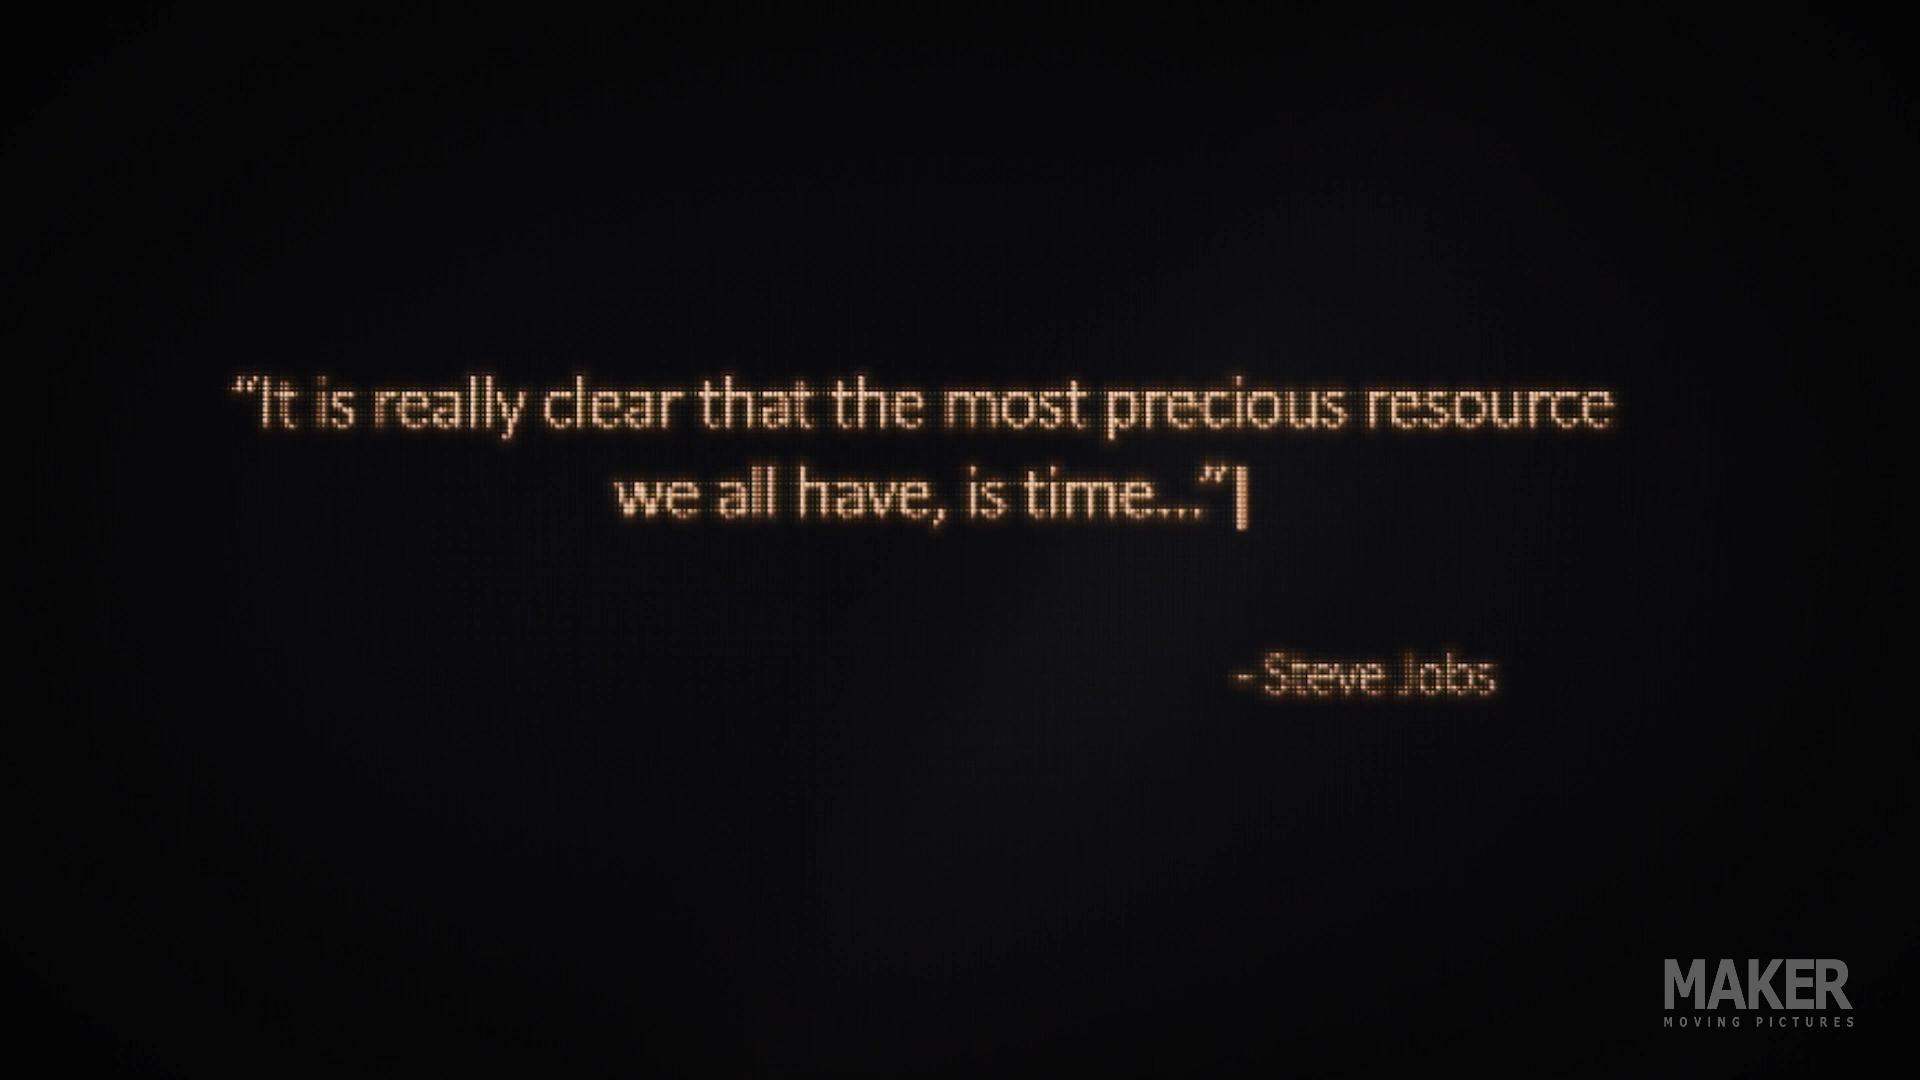 “It is really clear that the most precious resource
we all have, is time...”|
- Steve Jobs
MAKER
MOVING PICTURES